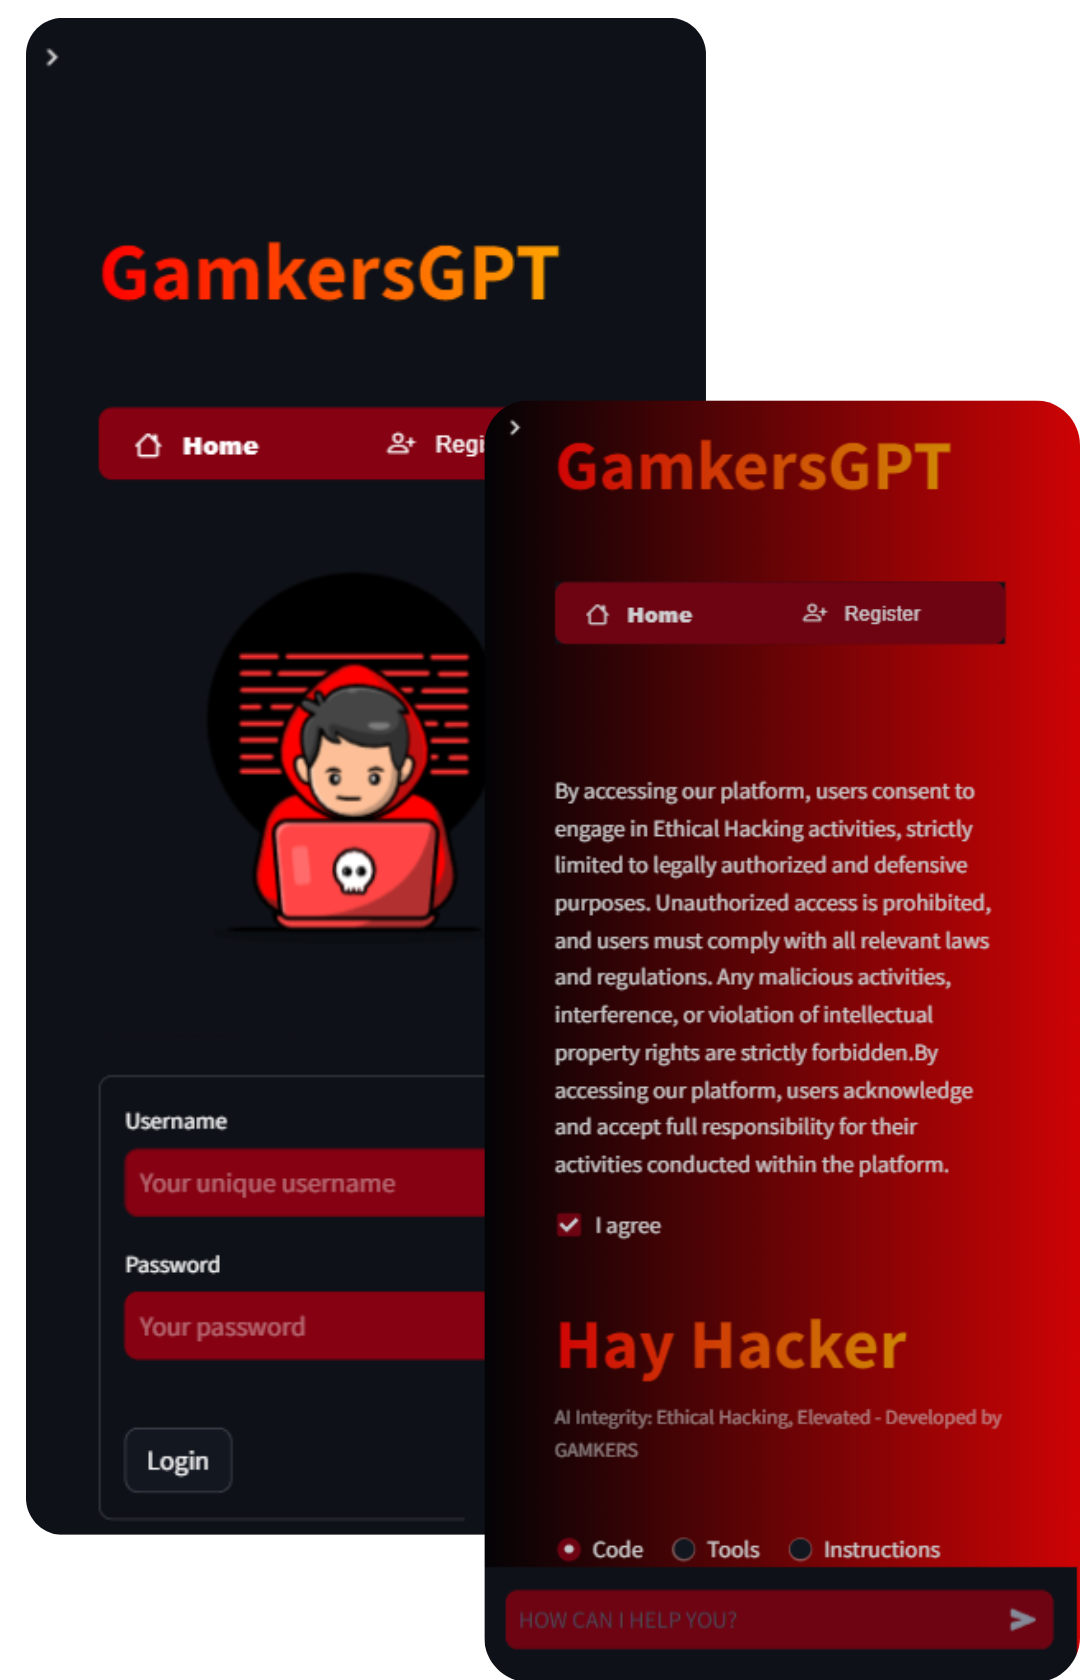 GamkersGPT
Home
Regi
Username
Your unique username
Password
Your password
Login
GamkersGPT
Home
Register
By accessing our platform, users consent to
engage in Ethical Hacking activities, strictly
limited to legally authorized and defensive
purposes. Unauthorized access is prohibited,
and users must comply with all relevant laws
and regulations. Any malicious activities,
interference, or violation of intellectual
property rights are strictly forbidden.By
accessing our platform, users acknowledge
and accept full responsibility for their
activities conducted within the platform.
I agree
Hay Hacker
AI Integrity: Ethical Hacking, Elevated - Developed by
GAMKERS
Code Tools Instructions
HOW CAN I HELP YOU?